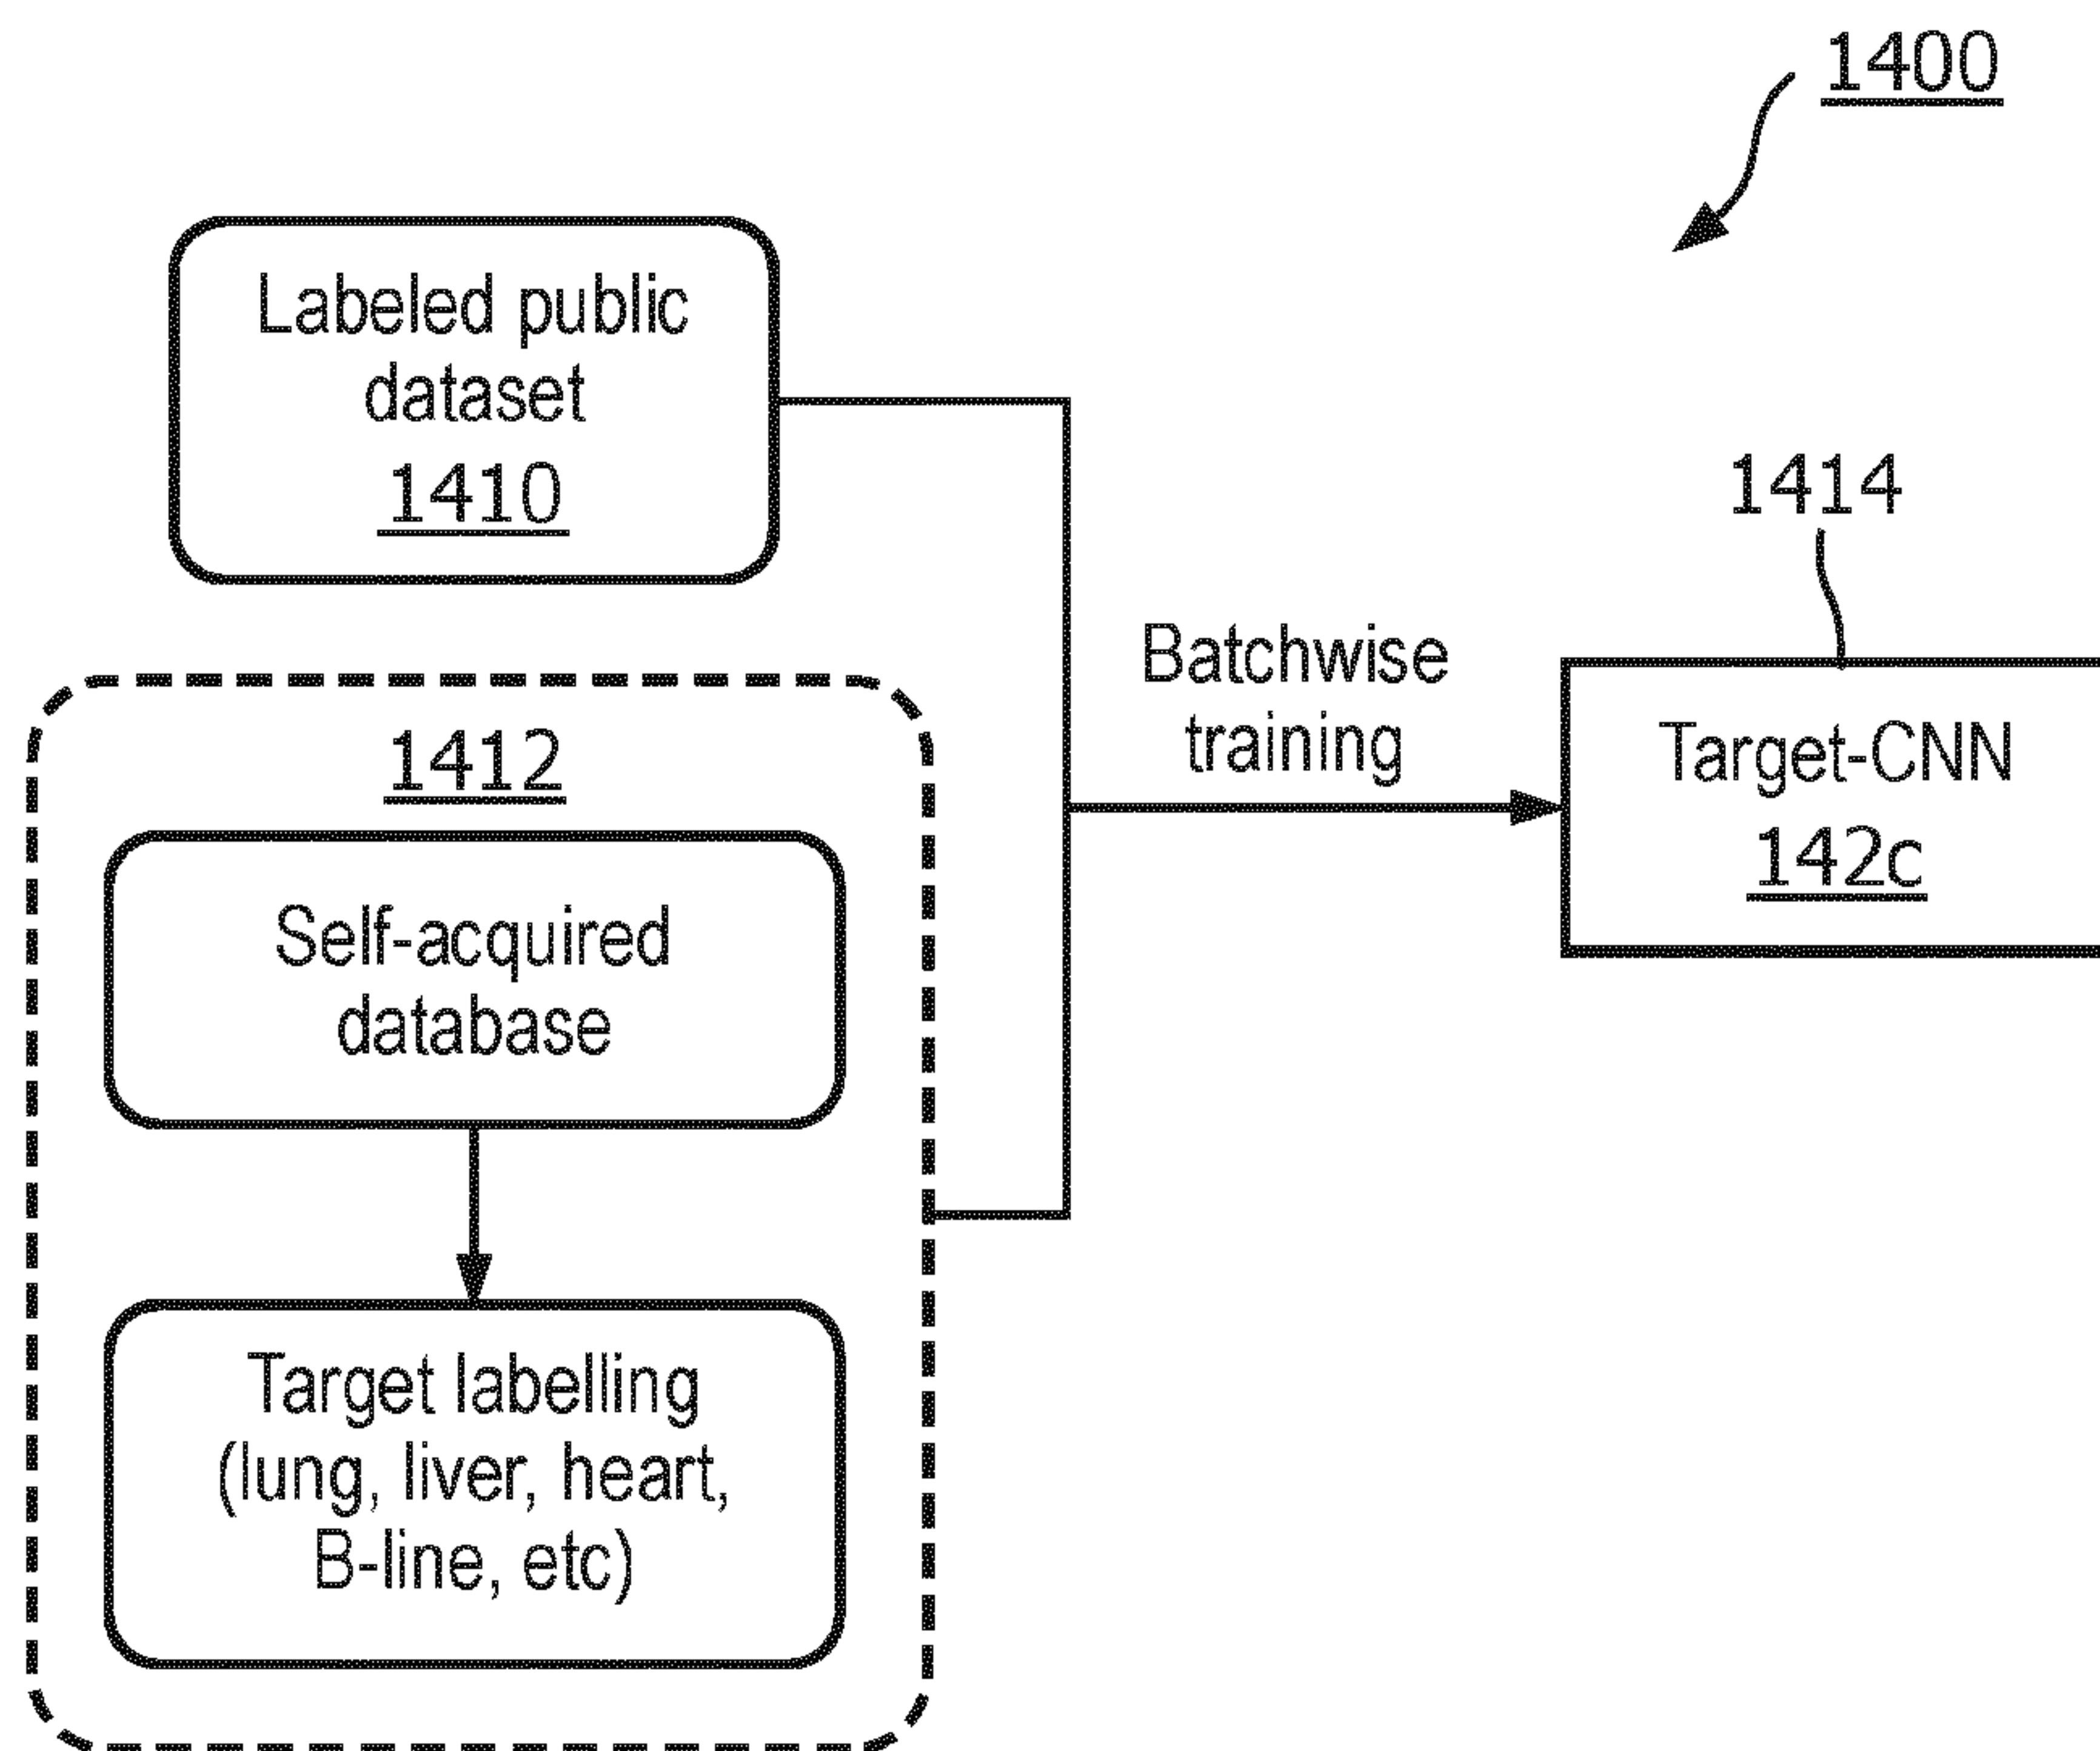 1400
Labeled public
dataset
1410
1414
Batchwise
training
Target-CNN
142c
1412
Self-acquired
database
Target labelling
(lung, liver, heart,
B-line, etc)